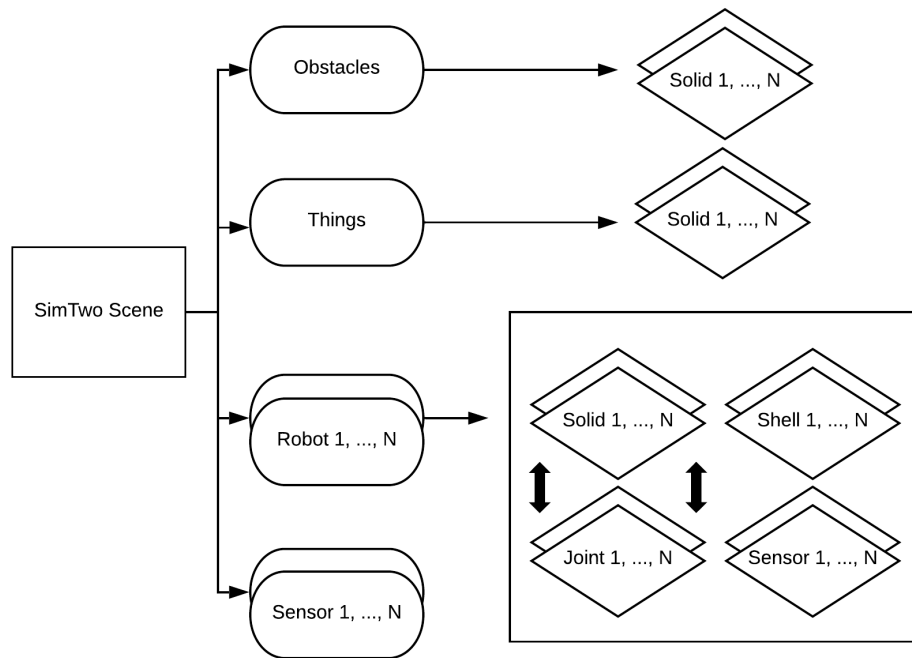 Obstacles
Solid 1, ..., N
Things
Solid 1, ..., N
SimTwo Scene
Robot 1, ..., N
Solid 1, ..., N
Shell 1, ..., N
Joint 1, ..., N
Sensor 1, ..., N
Sensor 1, ..., N